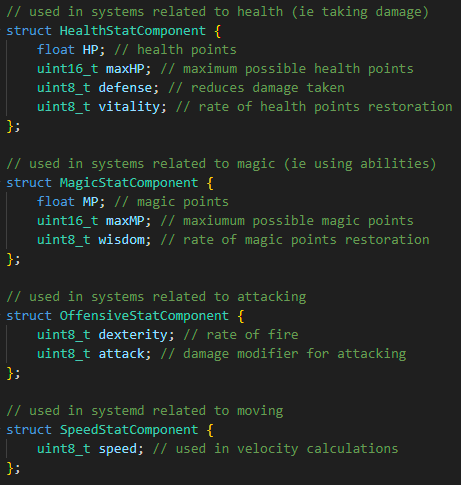 // used in systems related to health (ie taking damage)
struct HealthStatComponent {
    float HP; // health points
    uint16_t maxHP; // maximum possible health points
    uint8_t defense; // reduces damage taken
    uint8_t vitality; // rate of health points restoration
};

// used in systems related to magic (ie using abilities)
struct MagicStatComponent {
    float MP; // magic points
    uint16_t maxMP; // maxiumum possible magic points
    uint8_t wisdom; // rate of magic points restoration
};

// used in systems related to attacking
struct OffensiveStatComponent {
    uint8_t dexterity; // rate of fire
    uint8_t attack; // damage modifier for attacking
};

// used in systemd related to moving
struct SpeedStatComponent {
    uint8_t speed; // used in velocity calculations
};